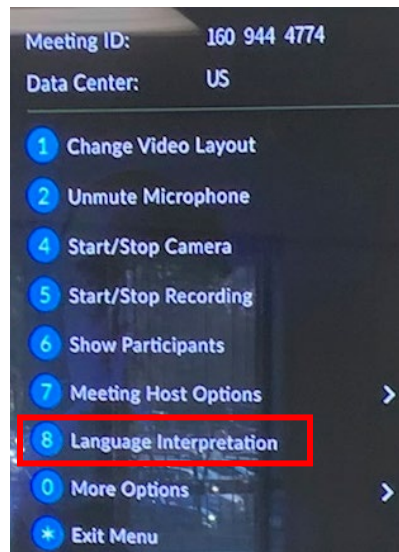 Meeting ID: 160 944 4774
Data Center: US
1 Change Video Layout
2 Unmute Microphone
4 Start/Stop Camera
5 Start/Stop Recording
6 Show Participants
7 Meeting Host Options >
8 Language Interpretation
0 More Options >
* Exit Menu